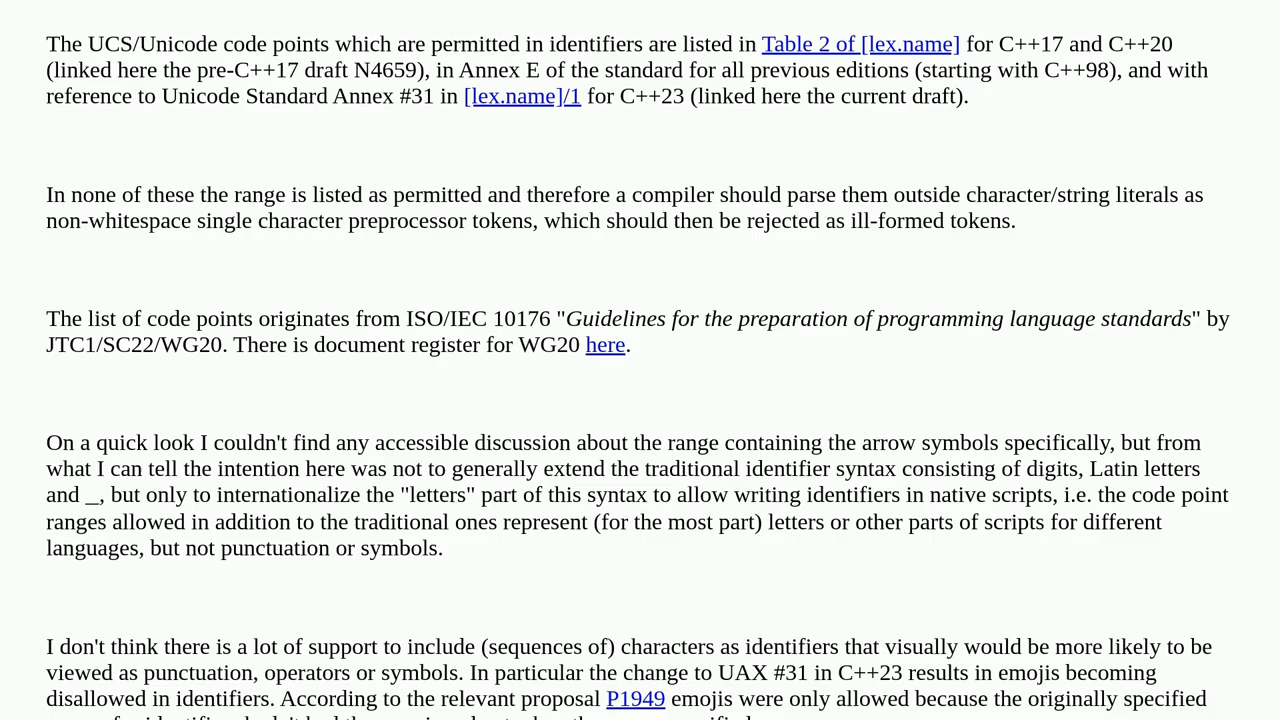 The UCS/Unicode code points which are permitted in identifiers are listed in Table 2 of [lex.name] for C++17 and C++20
(linked here the pre-C++17 draft N4659), in Annex E of the standard for all previous editions (starting with C++98), and with
reference to Unicode Standard Annex #31 in [lex.name]/1 for C++23 (linked here the current draft).
In none of these the range is listed as permitted and therefore a compiler should parse them outside character/string literals as
non-whitespace single character preprocessor tokens, which should then be rejected as ill-formed tokens.
The list of code points originates from ISO/IEC 10176 "Guidelines for the preparation of programming language standards" by
JTC1/SC22/WG20. There is document register for WG20 here.
On a quick look I couldn't find any accessible discussion about the range containing the arrow symbols specifically, but from
what I can tell the intention here was not to generally extend the traditional identifier syntax consisting of digits, Latin letters
and _, but only to internationalize the "letters" part of this syntax to allow writing identifiers in native scripts, i.e. the code point
ranges allowed in addition to the traditional ones represent (for the most part) letters or other parts of scripts for different
languages, but not punctuation or symbols.
I don't think there is a lot of support to include (sequences of) characters as identifiers that visually would be more likely to be
viewed as punctuation, operators or symbols. In particular the change to UAX #31 in C++23 results in emojis becoming
disallowed in identifiers. According to the relevant proposal P1949 emojis were only allowed because the originally specified